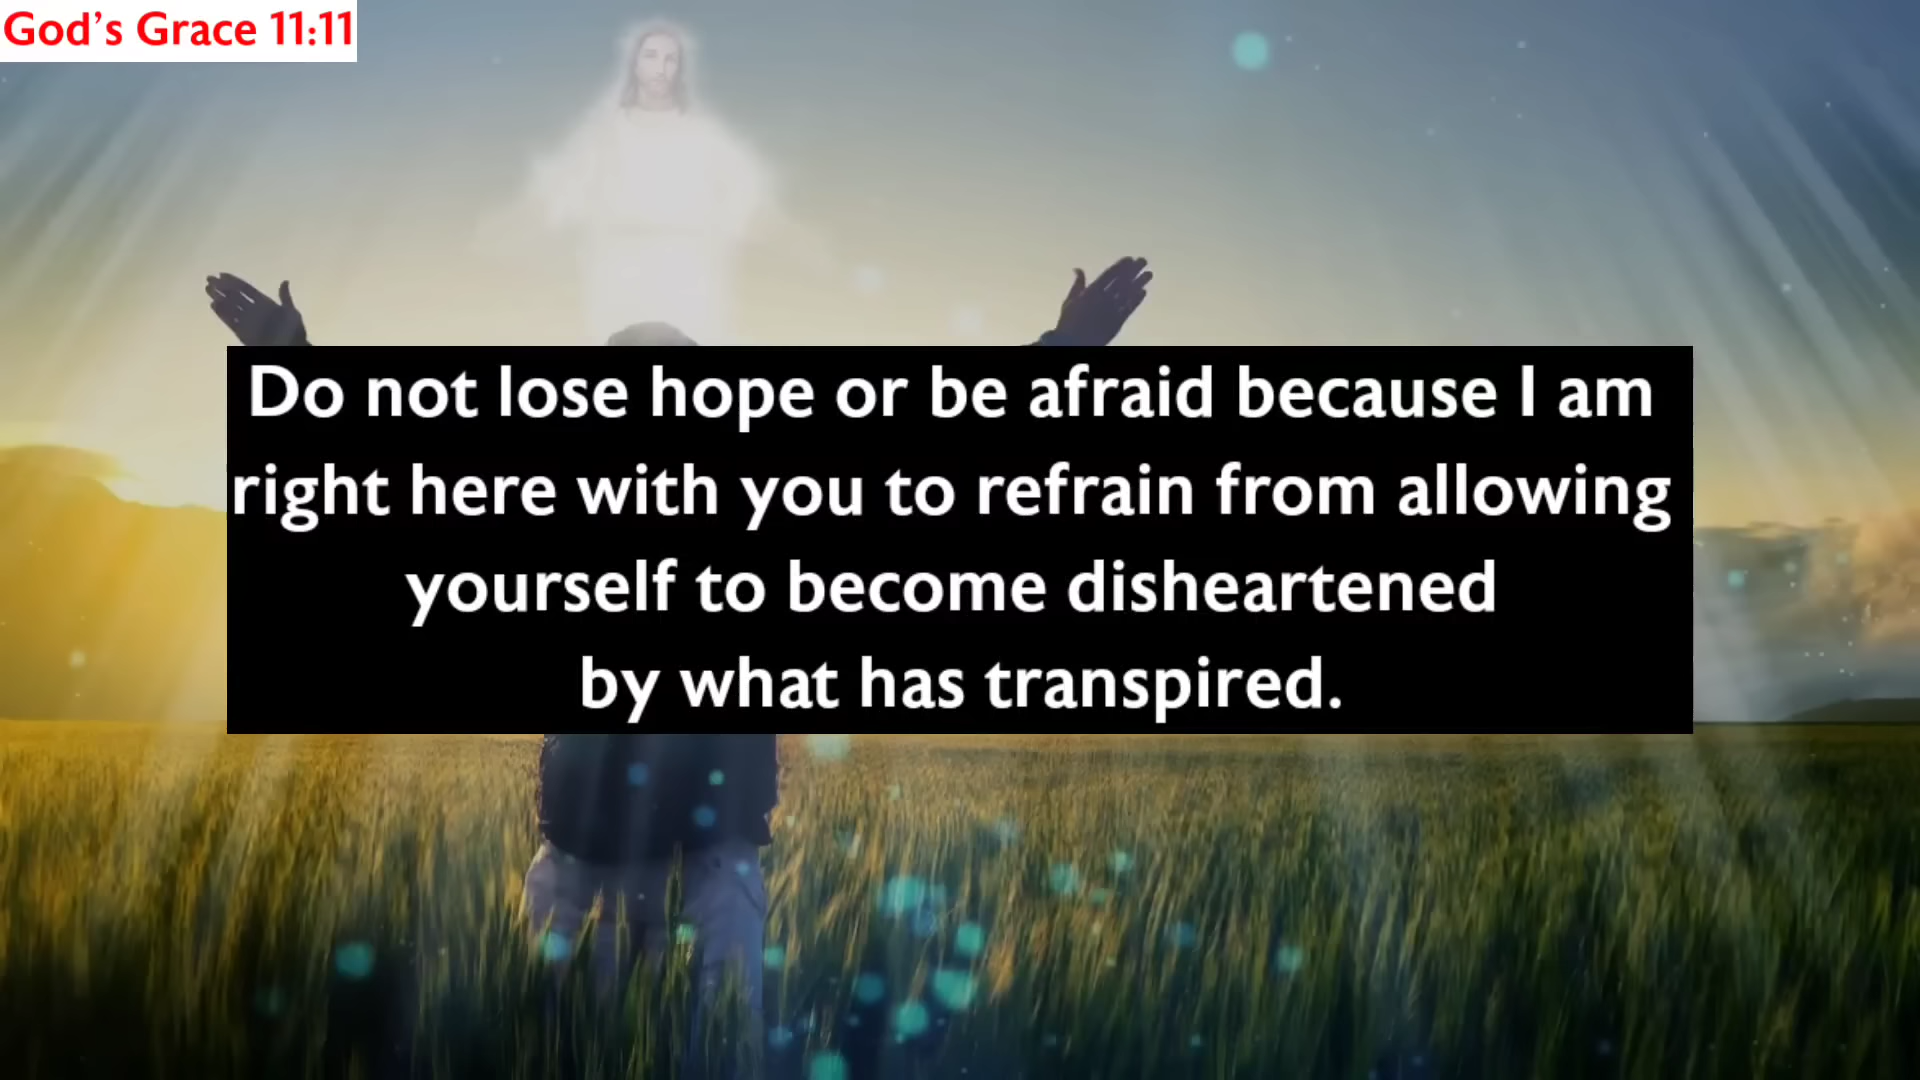 God’s Grace 11:11
Do not lose hope or be afraid because I am
right here with you to refrain from allowing
yourself to become disheartened
by what has transpired.